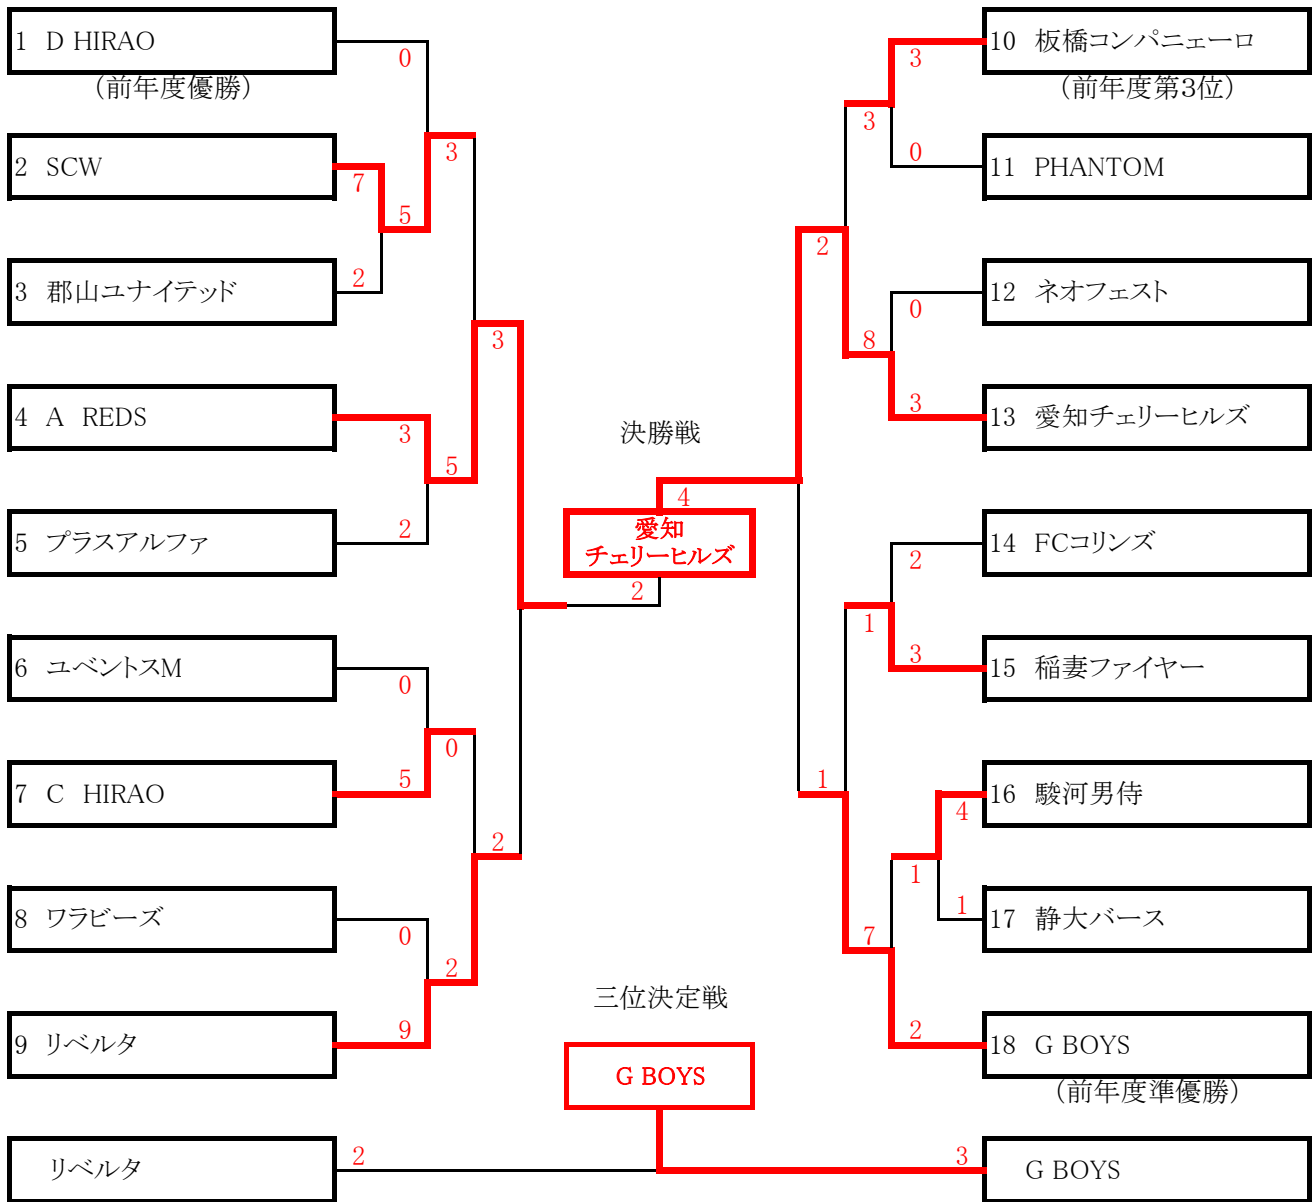 1 D HIRAO
(前年度優勝)
0
3
2 SCW
7
5
3 郡山ユナイテッド
2
3
4 A REDS
3
5
5 プラスアルファ
2
6 ユベントスM
0
0
7 C HIRAO
5
2
8 ワラビーズ
0
2
9 リベルタ
9
決勝戦
4
愛知
チェリーヒルズ
2
10 板橋コンパニェーロ
(前年度第3位)
3
3
11 PHANTOM
0
2
12 ネオフェスト
0
8
13 愛知チェリーヒルズ
3
14 FCコリンズ
2
1
15 稲妻ファイヤー
3
1
16 駿河男侍
4
1
17 静大バース
1
7
18 G BOYS
(前年度準優勝)
2
三位決定戦
G BOYS
リベルタ
2
3
G BOYS